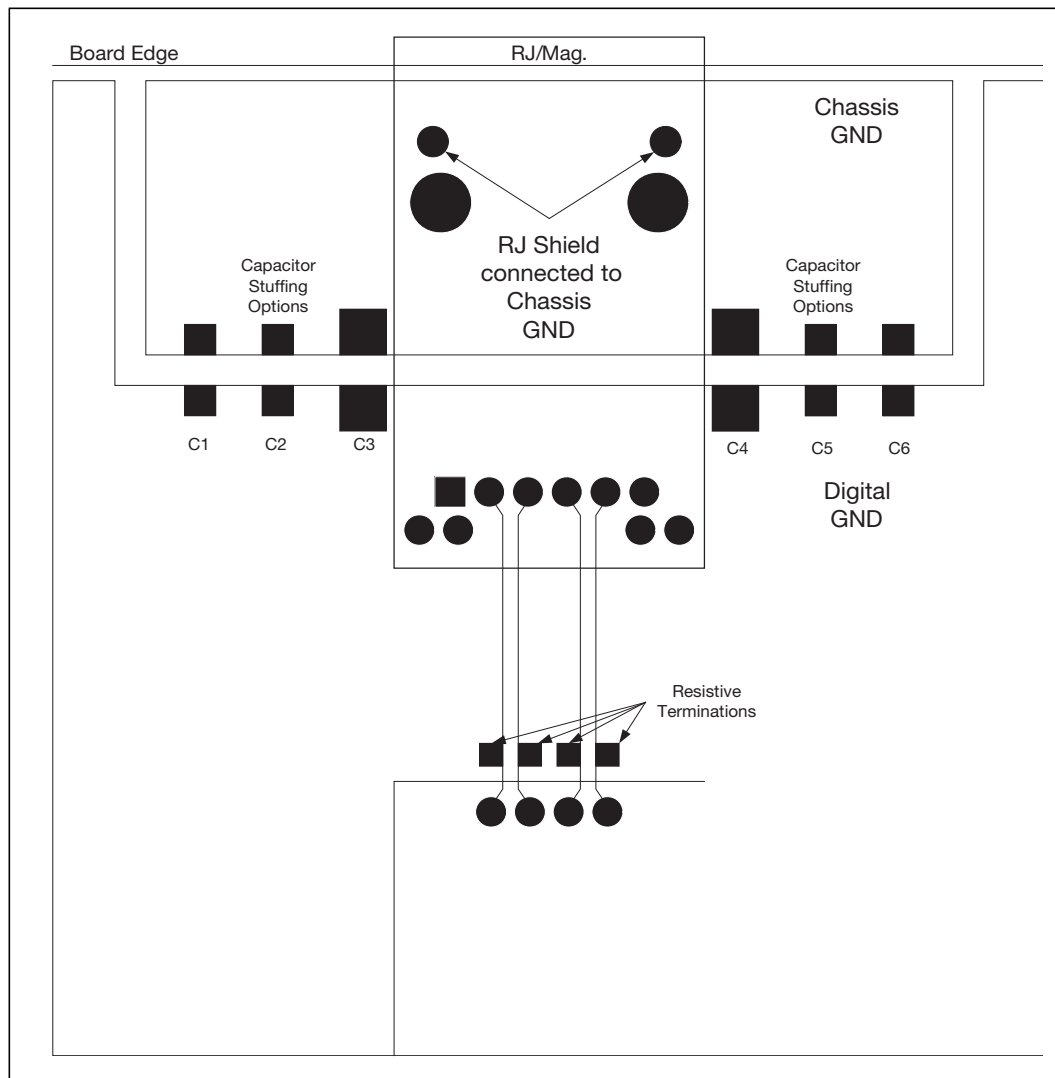 Board Edge
RJ/Mag.
Chassis
GND
RJ Shield
connected to
Chassis
GND
Capacitor
Stuffing
Options
Capacitor
Stuffing
Options
C1
C2
C3
C4
C5
C6
Digital
GND
Resistive
Terminations